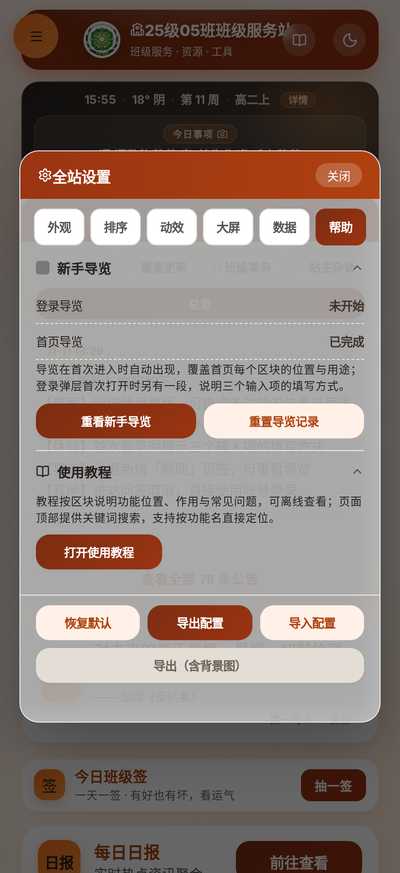 25级05班班级服务站
班级服务 · 资源 · 工具
15:55 · 18° 阴 · 第 11 周 · 高二上 详情
今日事项
全站设置 关闭
外观 排序 动效 大屏 数据 帮助
新手导览
登录导览 未开始
首页导览 已完成
导览在首次进入时自动出现，覆盖首页每个区块的位置与用途；
登录弹层首次打开时另有一段，说明三个输入项的填写方式。
重看新手导览 重置导览记录
使用教程
教程按区块说明功能位置、作用与常见问题，可离线查看；页面
顶部提供关键词搜索，支持按功能名直接定位。
打开使用教程
查看全部 78 条公告
恢复默认 导出配置 导入配置
导出（含背景图）
签 今日班级签 抽一签
一天一签 · 有好也有坏，看运气
日报 每日日报 前往查看